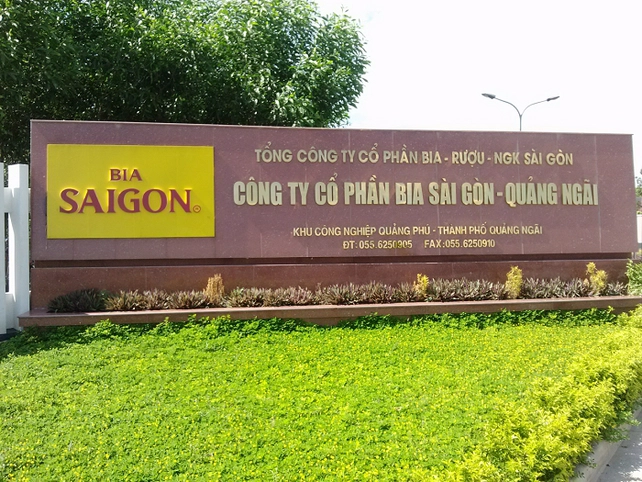 BIA
SAIGON
TỔNG CÔNG TY CỔ PHẦN BIA - RƯỢU - NGK SÀI GÒN
CÔNG TY CỔ PHẦN BIA SÀI GÒN - QUẢNG NGÃI
KHU CÔNG NGHIỆP QUẢNG PHÚ - THÀNH PHỐ QUẢNG NGÃI
ĐT: 055.6250905 FAX:055.6250910